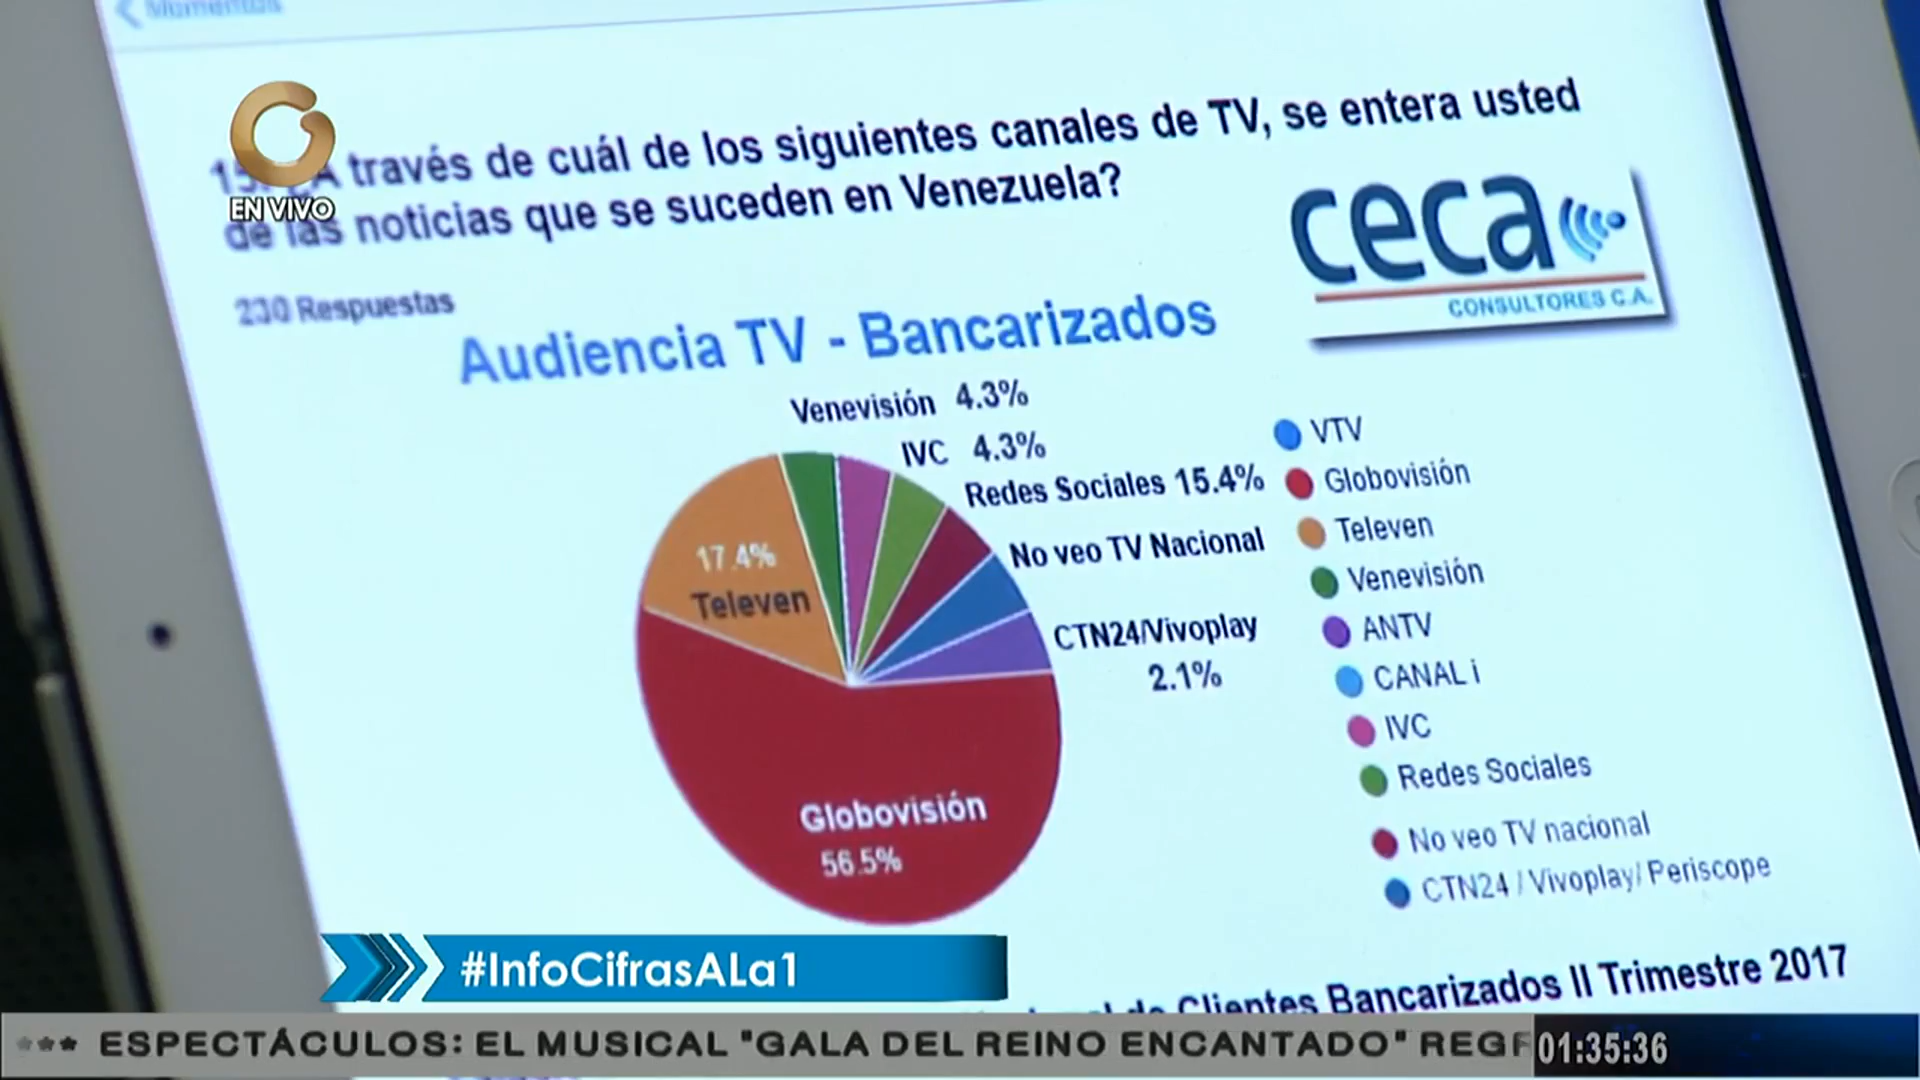 Momentos
15. ¿A través de cuál de los siguientes canales de TV, se entera usted
de las noticias que se suceden en Venezuela?
EN VIVO
ceca
CONSULTORES C.A.
230 Respuestas
Audiencia TV - Bancarizados
Venevisión 4.3%
IVC 4.3%
Redes Sociales 15.4%
No veo TV Nacional
CTN24/Vivoplay
2.1%
17.4%
Televen
Globovisión
56.5%
VTV
Globovisión
Televen
Venevisión
ANTV
CANAL i
IVC
Redes Sociales
No veo TV nacional
CTN24 / Vivoplay/ Periscope
de Clientes Bancarizados II Trimestre 2017
#InfoCifrasALa1
ESPECTÁCULOS: EL MUSICAL "GALA DEL REINO ENCANTADO" REGR
01:35:36